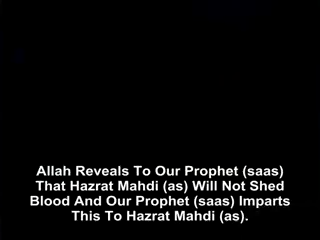 Allah Reveals To Our Prophet (saas)
That Hazrat Mahdi (as) Will Not Shed
Blood And Our Prophet (saas) Imparts
This To Hazrat Mahdi (as).